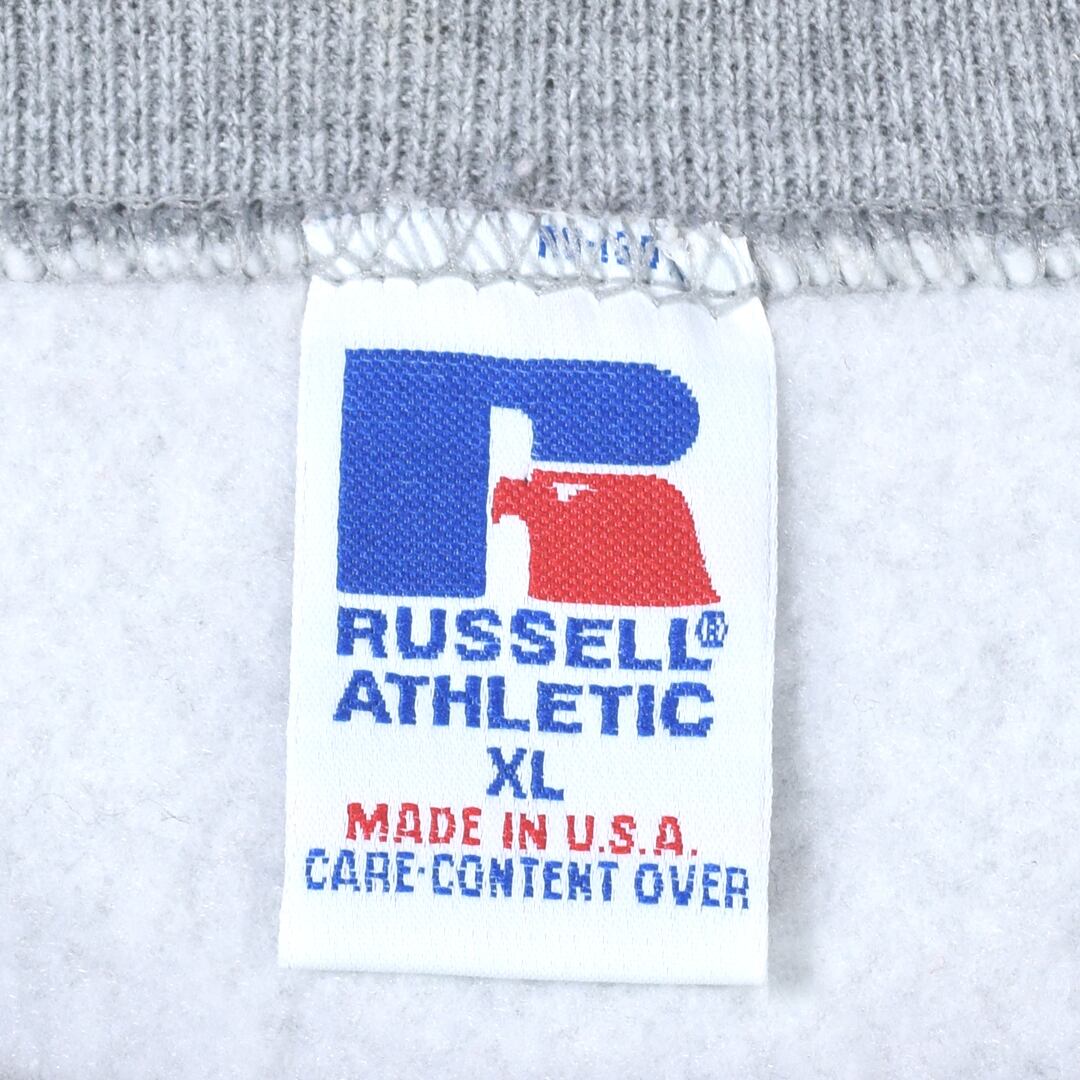 RUSSELL®
ATHLETIC
XL
MADE IN U.S.A.
CARE·CONTENT OVER